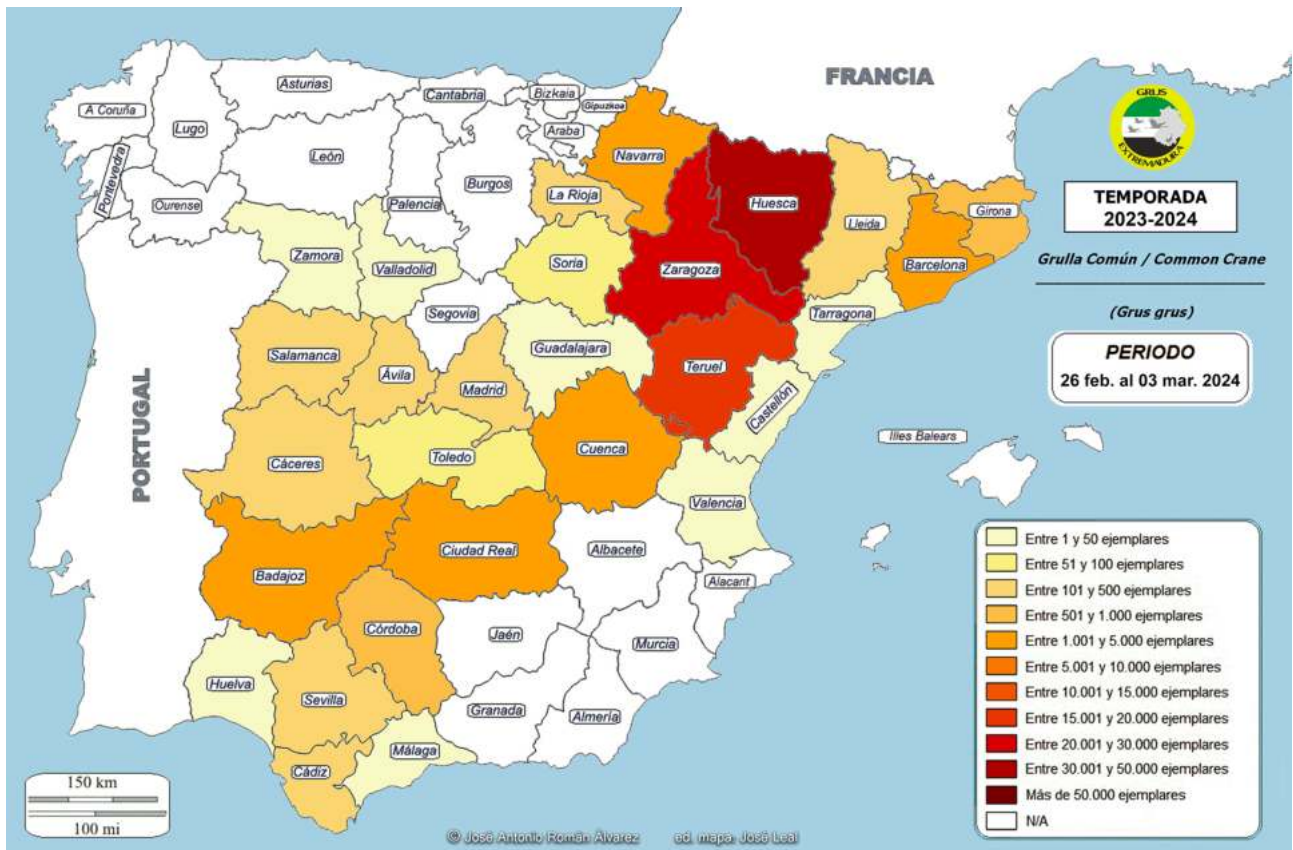 FRANCIA
PORTUGAL
A Coruña
Lugo
Asturias
Cantabria
Bizkaia
Gipuzkoa
Araba
Pontevedra
Ourense
León
Palencia
Burgos
La Rioja
Navarra
Huesca
Lleida
Girona
Barcelona
Zamora
Valladolid
Soria
Zaragoza
Tarragona
Segovia
Guadalajara
Teruel
Castellón
Salamanca
Ávila
Madrid
Cáceres
Toledo
Cuenca
Valencia
Illes Balears
Badajoz
Ciudad Real
Albacete
Alacant
Córdoba
Jaén
Murcia
Huelva
Sevilla
Granada
Almería
Málaga
Cádiz
GRUS
EXTREMADURA
TEMPORADA
2023-2024
Grulla Común / Common Crane
(Grus grus)
PERIODO
26 feb. al 03 mar. 2024
Entre 1 y 50 ejemplares
Entre 51 y 100 ejemplares
Entre 101 y 500 ejemplares
Entre 501 y 1.000 ejemplares
Entre 1.001 y 5.000 ejemplares
Entre 5.001 y 10.000 ejemplares
Entre 10.001 y 15.000 ejemplares
Entre 15.001 y 20.000 ejemplares
Entre 20.001 y 30.000 ejemplares
Entre 30.001 y 50.000 ejemplares
Más de 50.000 ejemplares
N/A
150 km
100 mi
© José Antonio Román Álvarez ed. mapa: José Leal